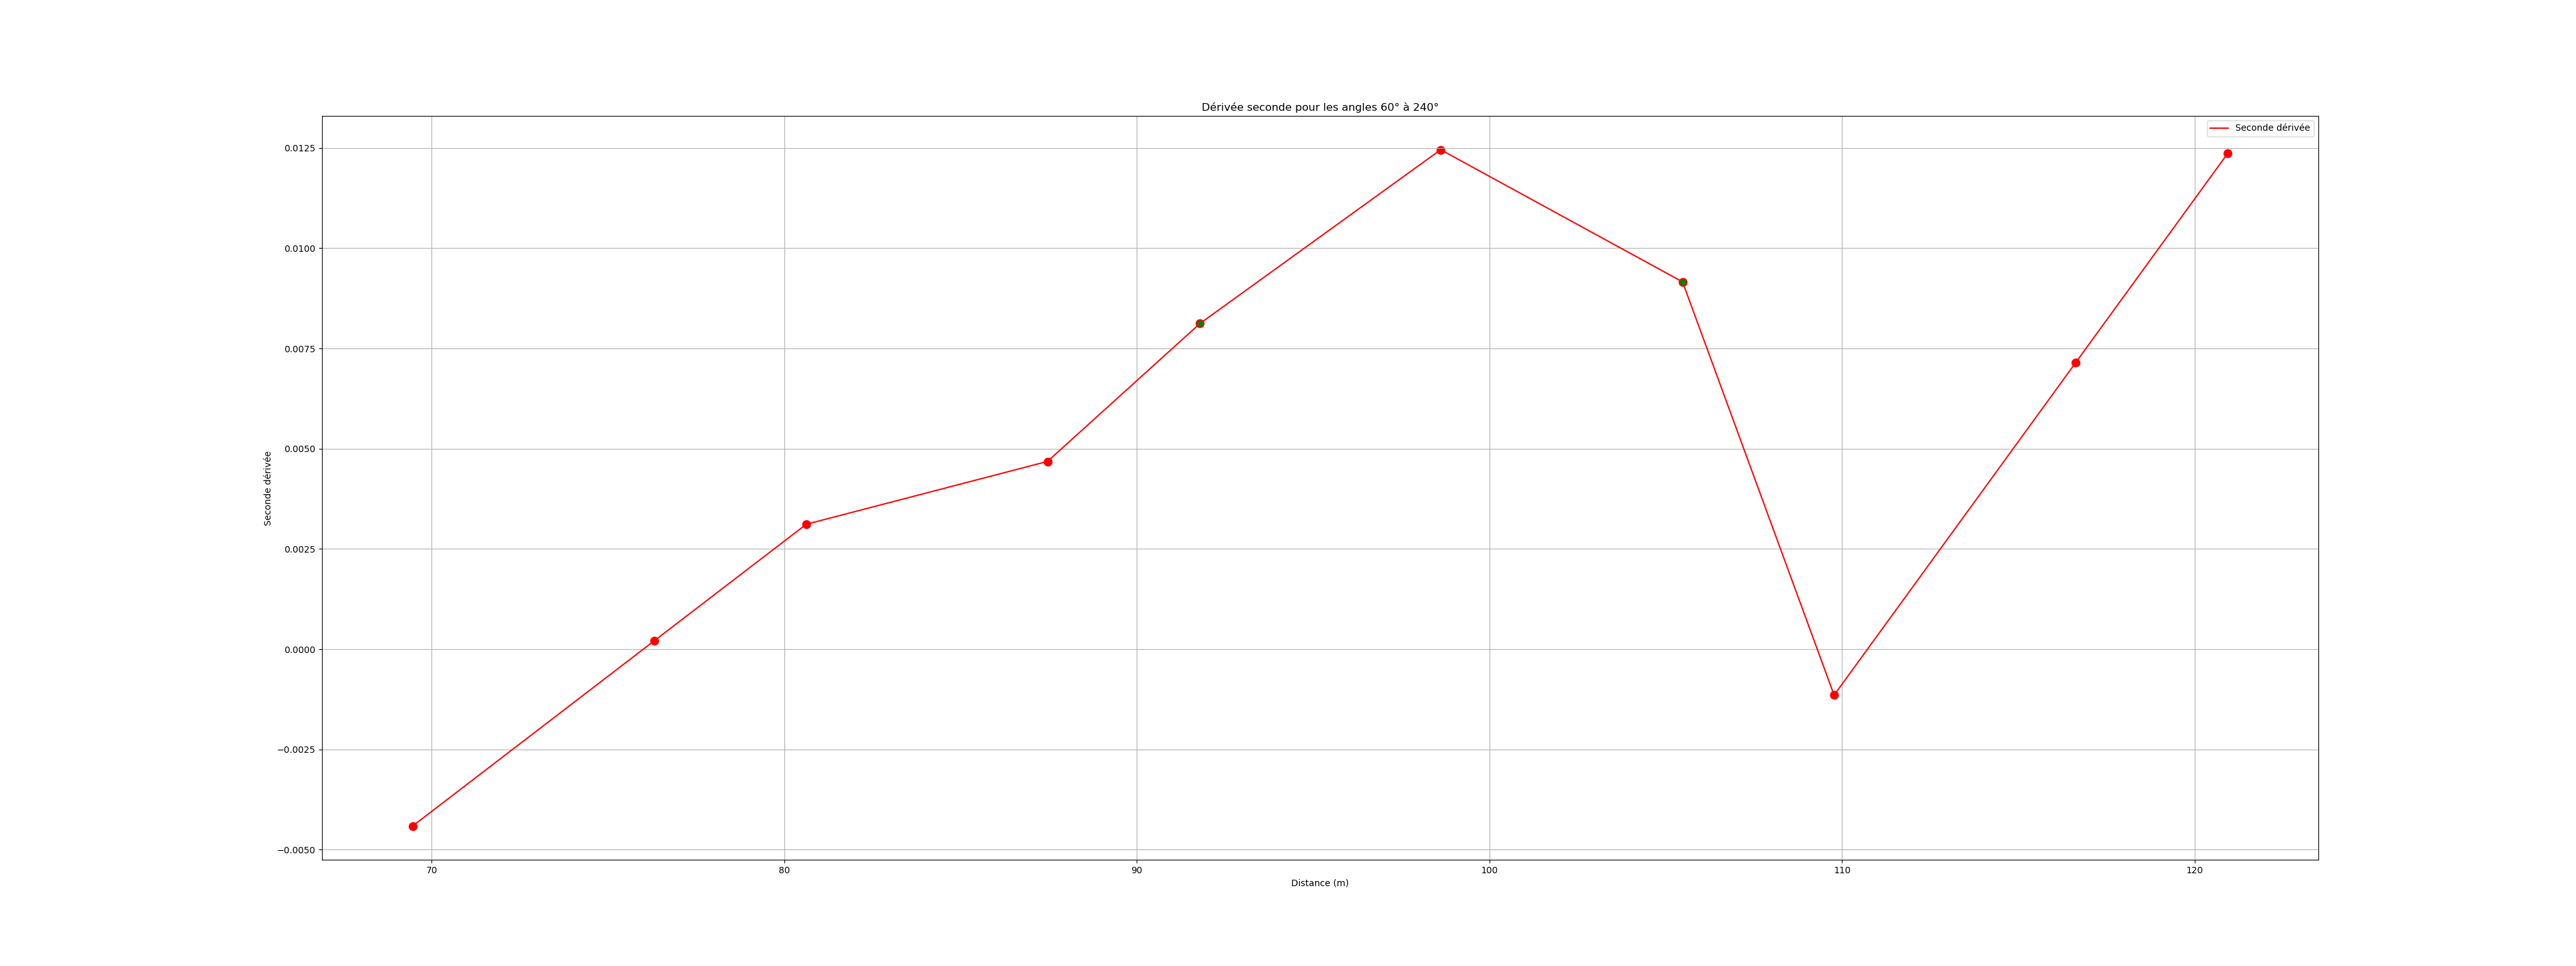 Dérivée seconde pour les angles 60° à 240°
Seconde dérivée
0.0125
0.0100
0.0075
0.0050
0.0025
0.0000
−0.0025
−0.0050
Seconde dérivée
70 80 90 100 110 120
Distance (m)